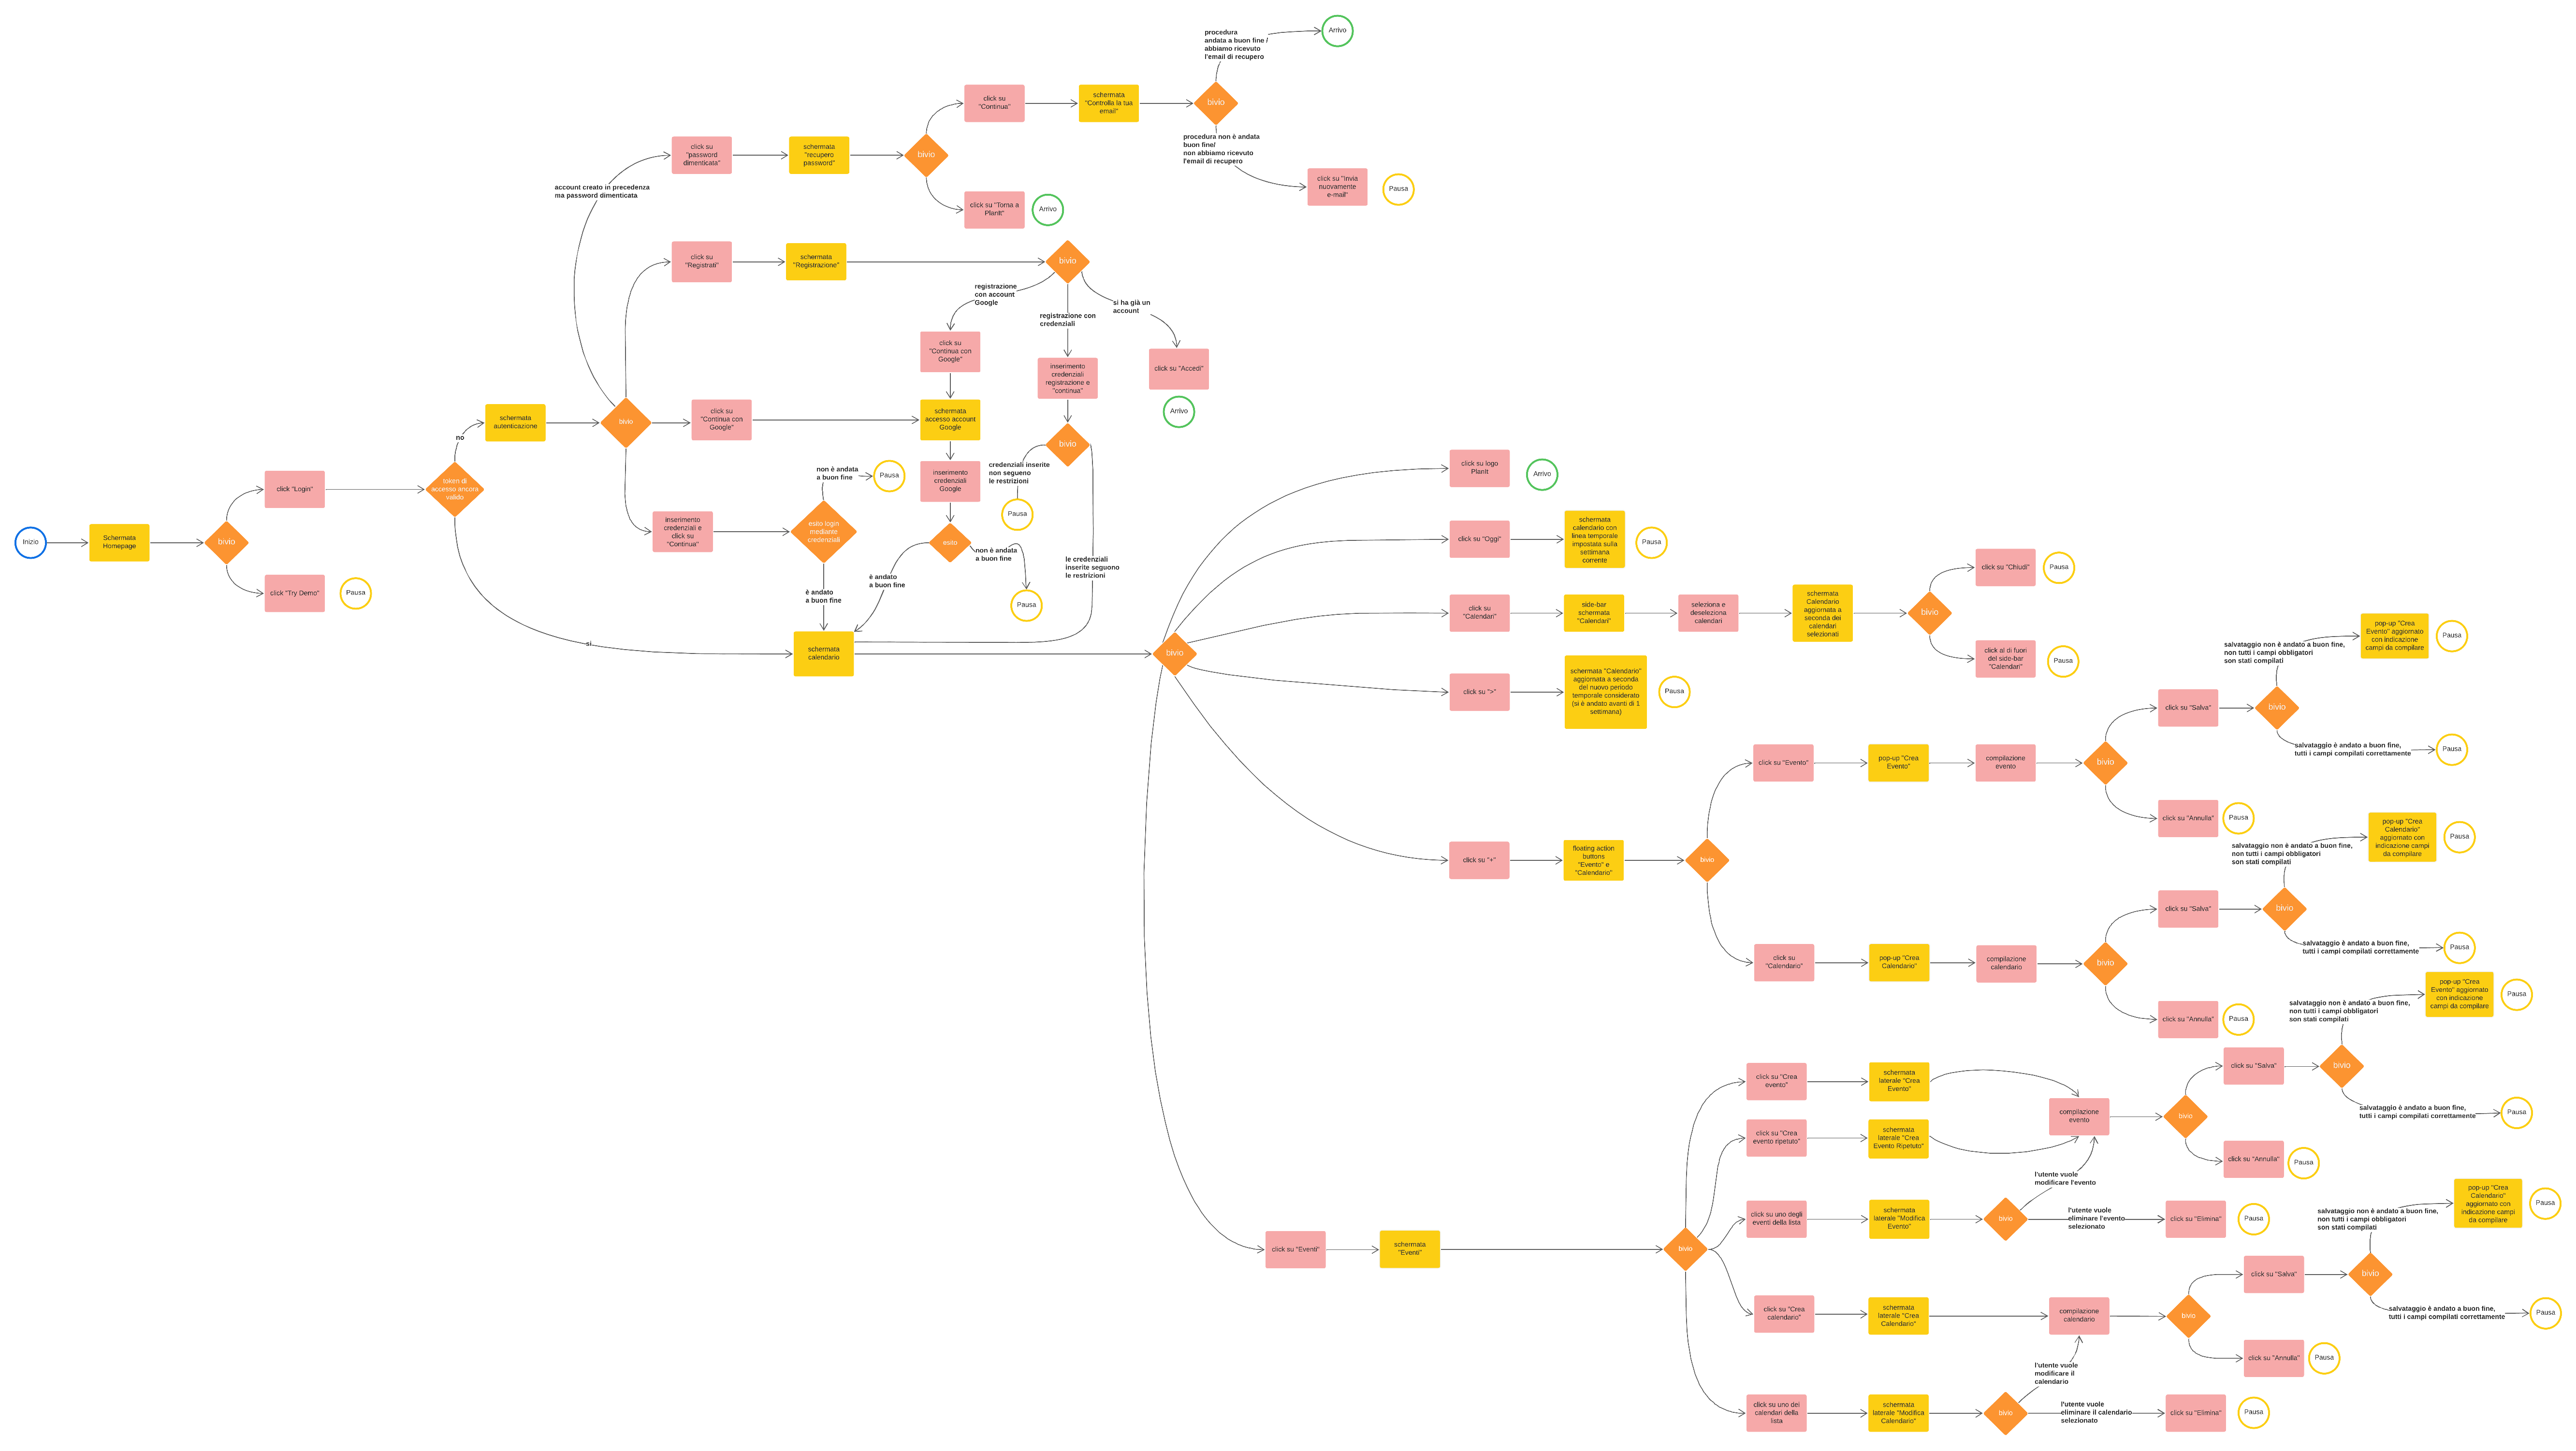 procedura
andata a buon fine /
abbiamo ricevuto
l'email di recupero
Arrivo
click su
"Continua"
schermata
"Controlla la tua
email"
bivio
procedura non è andata
buon fine/
non abbiamo ricevuto
l'email di recupero
click su "Invia
nuovamente
e-mail"
Pausa
click su
"password
dimenticata"
schermata
"recupero
password"
bivio
click su "Torna a
PlanIt"
Arrivo
account creato in precedenza
ma password dimenticata
click su
"Registrati"
schermata
"Registrazione"
bivio
registrazione
con account
Google
registrazione con
credenziali
si ha già un
account
click su
"Continua con
Google"
inserimento
credenziali
registrazione e
"continua"
click su "Accedi"
Arrivo
schermata
autenticazione
bivio
click su
"Continua con
Google"
schermata
accesso account
Google
bivio
no
credenziali inserite
non seguono
le restrizioni
Pausa
inserimento
credenziali
Google
non è andata
a buon fine
Pausa
Inizio
Schermata
Homepage
bivio
click "Login"
token di
accesso ancora
valido
click "Try Demo"
Pausa
Inserimento
credenziali e
click su
"Continua"
esito login
mediante
credenziali
esito
non è andata
a buon fine
Pausa
è andato
a buon fine
è andato
a buon fine
le credenziali
inserite seguono
le restrizioni
si
schermata
calendario
bivio
click su logo
PlanIt
Arrivo
click su "Oggi"
schermata
calendario con
linea temporale
impostata sulla
settimana
corrente
Pausa
click su
"Calendari"
side-bar
schermata
"Calendari"
seleziona e
deseleziona
calendari
schermata
Calendario
aggiornata a
seconda dei
calendari
selezionati
bivio
click su "Chiudi"
Pausa
click al di fuori
del side-bar
"Calendari"
Pausa
click su ">"
schermata "Calendario"
aggiornata a seconda
del nuovo periodo
temporale considerato
(si è andato avanti di 1
settimana)
Pausa
click su "+"
floating action
buttons
"Evento" e
"Calendario"
bivio
click su "Evento"
pop-up "Crea
Evento"
compilazione
evento
bivio
click su "Salva"
bivio
salvataggio non è andato a buon fine,
non tutti i campi obbligatori
son stati compilati
pop-up "Crea
Evento" aggiornato
con indicazione
campi da compilare
Pausa
salvataggio è andato a buon fine,
tutti i campi compilati correttamente
Pausa
click su "Annulla"
Pausa
click su
"Calendario"
pop-up "Crea
Calendario"
compilazione
calendario
bivio
click su "Salva"
bivio
salvataggio non è andato a buon fine,
non tutti i campi obbligatori
son stati compilati
pop-up "Crea
Calendario"
aggiornato con
indicazione campi
da compilare
Pausa
salvataggio è andato a buon fine,
tutti i campi compilati correttamente
Pausa
click su "Annulla"
Pausa
click su "Eventi"
schermata
"Eventi"
bivio
click su "Crea
evento"
schermata
laterale "Crea
Evento"
click su "Crea
evento ripetuto"
schermata
laterale "Crea
Evento Ripetuto"
compilazione
evento
bivio
click su "Salva"
bivio
salvataggio non è andato a buon fine,
non tutti i campi obbligatori
son stati compilati
pop-up "Crea
Evento" aggiornato
con indicazione
campi da compilare
Pausa
salvataggio è andato a buon fine,
tutti i campi compilati correttamente
Pausa
click su "Annulla"
Pausa
click su uno degli
eventi della lista
schermata
laterale "Modifica
Evento"
bivio
l'utente vuole
modificare l'evento
l'utente vuole
eliminare l'evento
selezionato
click su "Elimina"
Pausa
click su "Crea
calendario"
schermata
laterale "Crea
Calendario"
compilazione
calendario
bivio
click su "Salva"
bivio
salvataggio non è andato a buon fine,
non tutti i campi obbligatori
son stati compilati
pop-up "Crea
Calendario"
aggiornato con
indicazione campi
da compilare
Pausa
salvataggio è andato a buon fine,
tutti i campi compilati correttamente
Pausa
click su "Annulla"
Pausa
click su uno dei
calendari della
lista
schermata
laterale "Modifica
Calendario"
bivio
l'utente vuole
modificare il
calendario
l'utente vuole
eliminare il calendario
selezionato
click su "Elimina"
Pausa